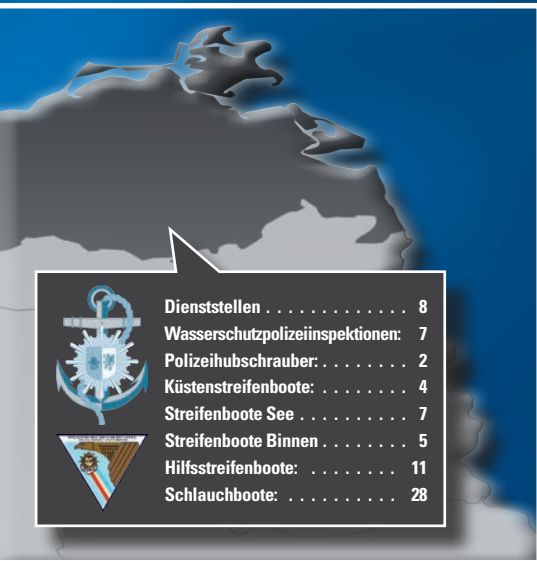 Dienststellen . . . . . . . . . . . . . 8
Wasserschutzpolizeiinspektionen: 7
Polizeihubschrauber: . . . . . . . . 2
Küstenstreifenboote: . . . . . . . . 4
Streifenboote See . . . . . . . . . . 7
Streifenboote Binnen . . . . . . . . 5
Hilfsstreifenboote: . . . . . . . . 11
Schlauchboote: . . . . . . . . . . 28